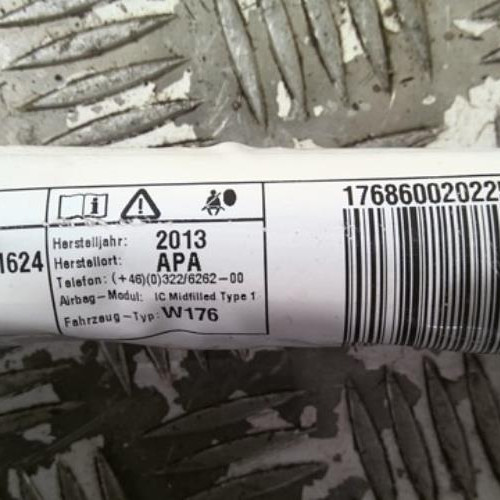 1624
i
Herstelljahr: 2013
Herstellort: APA
Telefon: (+46)(0)322/6262-00
Airbag-Modul: IC Midfilled Type 1
Fahrzeug-Typ: W176
17686002022